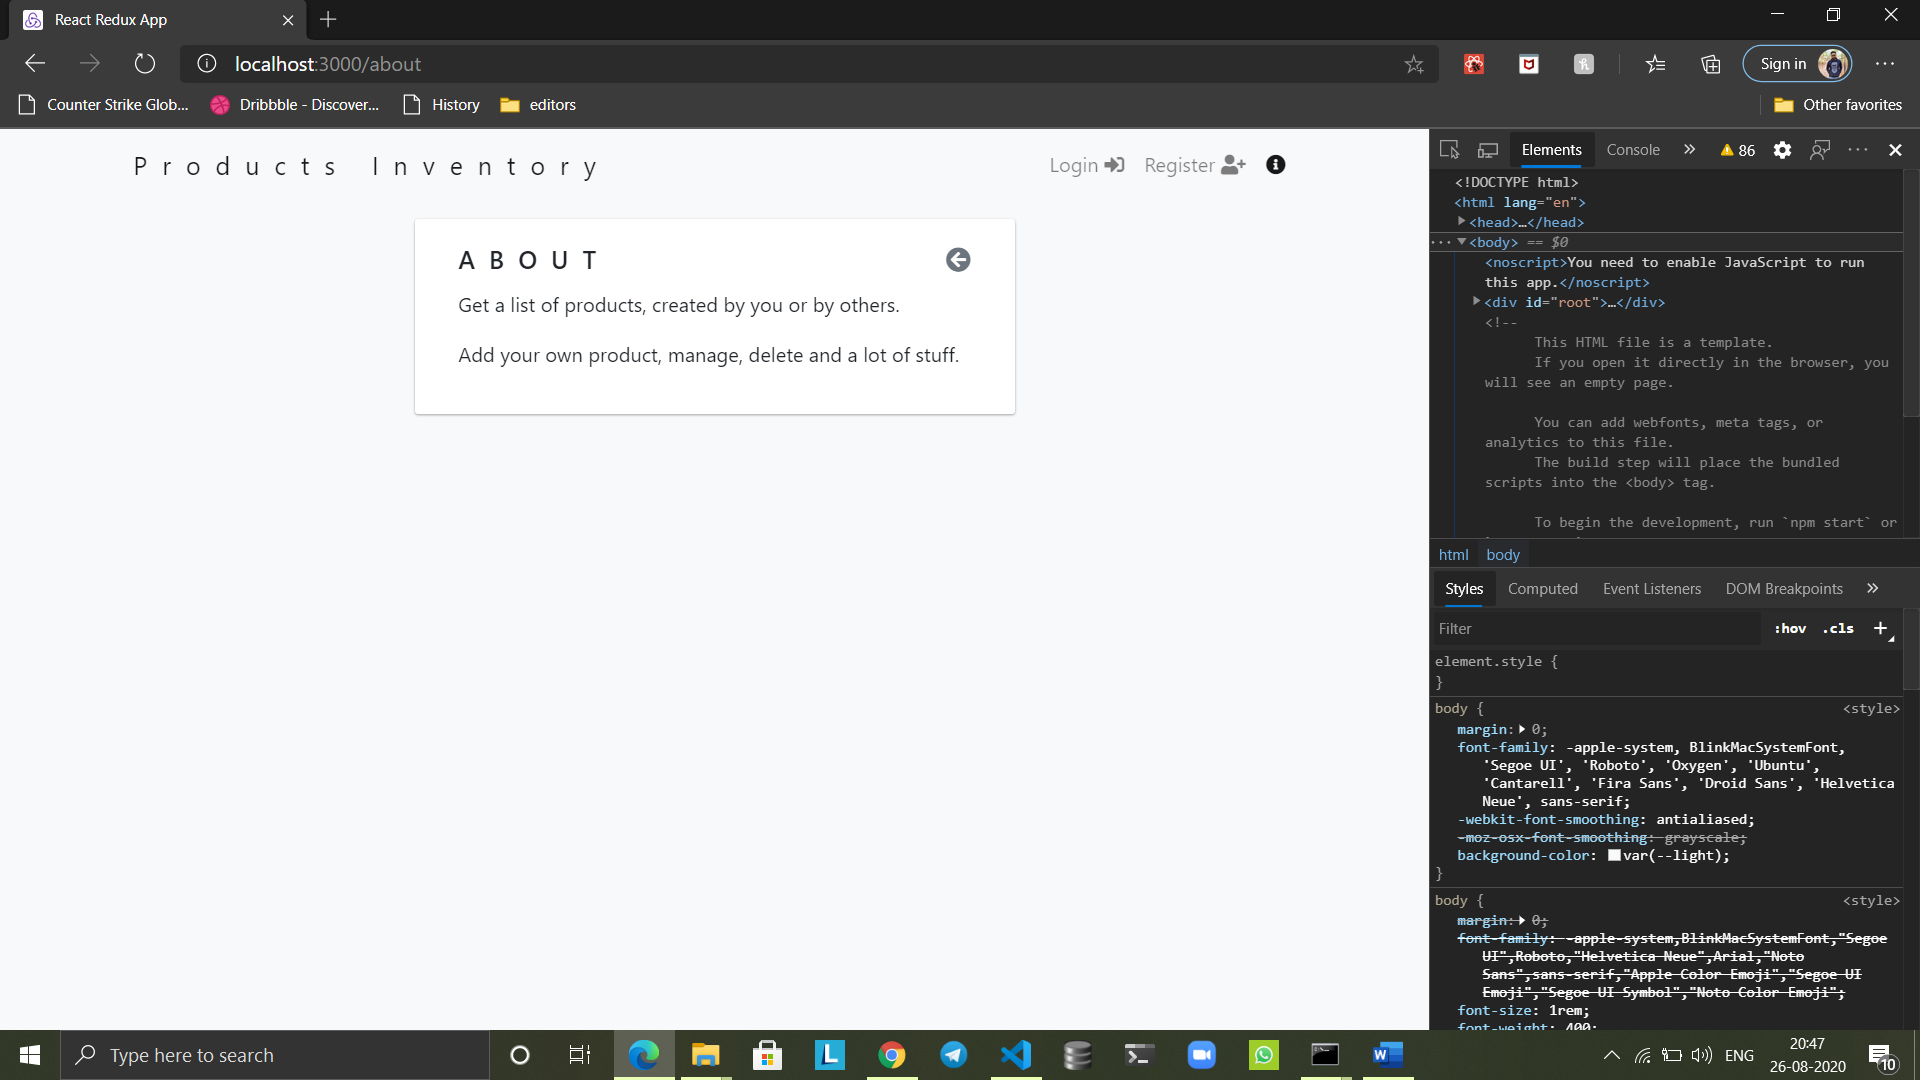 React Redux App
localhost:3000/about
Sign in
Counter Strike Glob...
Dribbble - Discover...
History
editors
Other favorites
Products Inventory
Login
Register
ABOUT
Get a list of products, created by you or by others.
Add your own product, manage, delete and a lot of stuff.
Elements
Console
86
<!DOCTYPE html>
<html lang="en">
<head>…</head>
<body> == $0
<noscript>You need to enable JavaScript to run
this app.</noscript>
<div id="root">…</div>
<!--
This HTML file is a template.
If you open it directly in the browser, you
will see an empty page.
You can add webfonts, meta tags, or
analytics to this file.
The build step will place the bundled
scripts into the <body> tag.
To begin the development, run `npm start` or
html
body
Styles
Computed
Event Listeners
DOM Breakpoints
Filter
:hov
.cls
element.style {
}
body {
<style>
margin: 0;
font-family: -apple-system, BlinkMacSystemFont,
'Segoe UI', 'Roboto', 'Oxygen', 'Ubuntu',
'Cantarell', 'Fira Sans', 'Droid Sans', 'Helvetica
Neue', sans-serif;
-webkit-font-smoothing: antialiased;
-moz-osx-font-smoothing: grayscale;
background-color: var(--light);
}
body {
<style>
margin: 0;
font-family: -apple-system,BlinkMacSystemFont,"Segoe
UI",Roboto,"Helvetica Neue",Arial,"Noto
Sans",sans-serif,"Apple Color Emoji","Segoe UI
Emoji","Segoe UI Symbol","Noto Color Emoji";
font-size: 1rem;
font-weight: 400;
Type here to search
ENG
20:47
26-08-2020
10